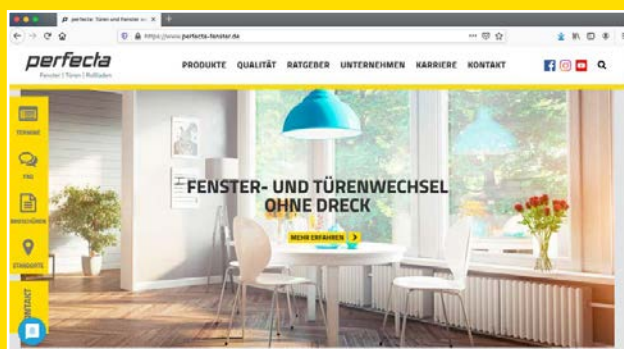 perfecta: Türen und Fenster
https://www.perfecta-fenster.de
perfecta
Fenster | Türen | Rollladen
PRODUKTE QUALITÄT RATGEBER UNTERNEHMEN KARRIERE KONTAKT
TERMINE
FAQ
BROSCHÜREN
STANDORTE
KONTAKT
FENSTER- UND TÜRENWECHSEL
OHNE DRECK
MEHR ERFAHREN